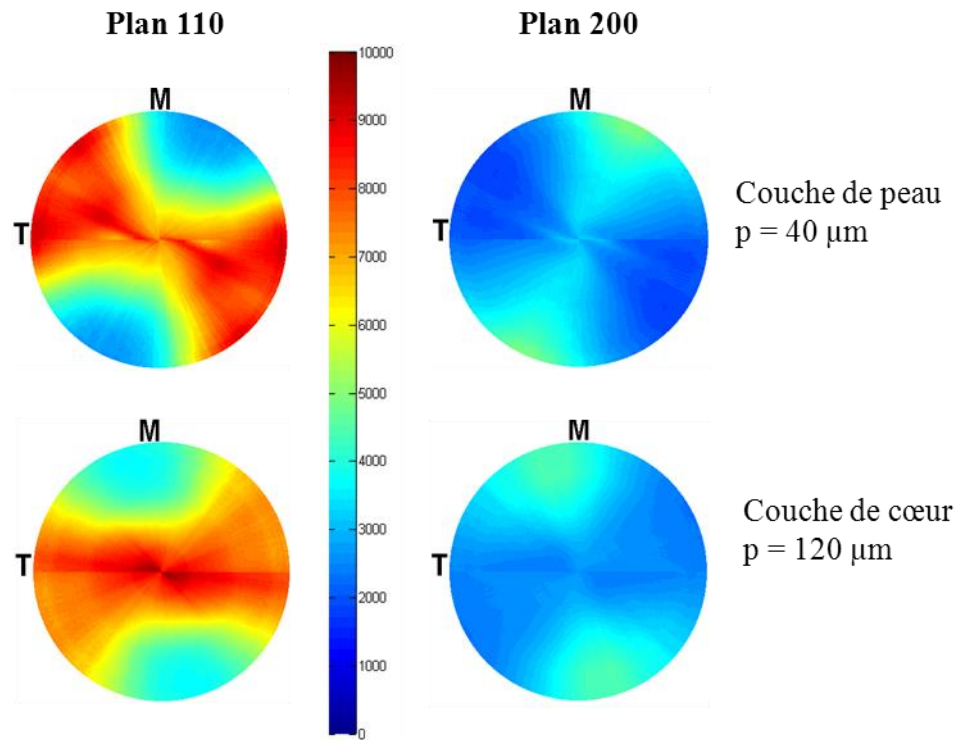 Plan 110
Plan 200
10000
9000
8000
7000
6000
5000
4000
3000
2000
1000
0
M
T
M
T
Couche de peau
p = 40 µm
M
T
M
T
Couche de cœur
p = 120 µm